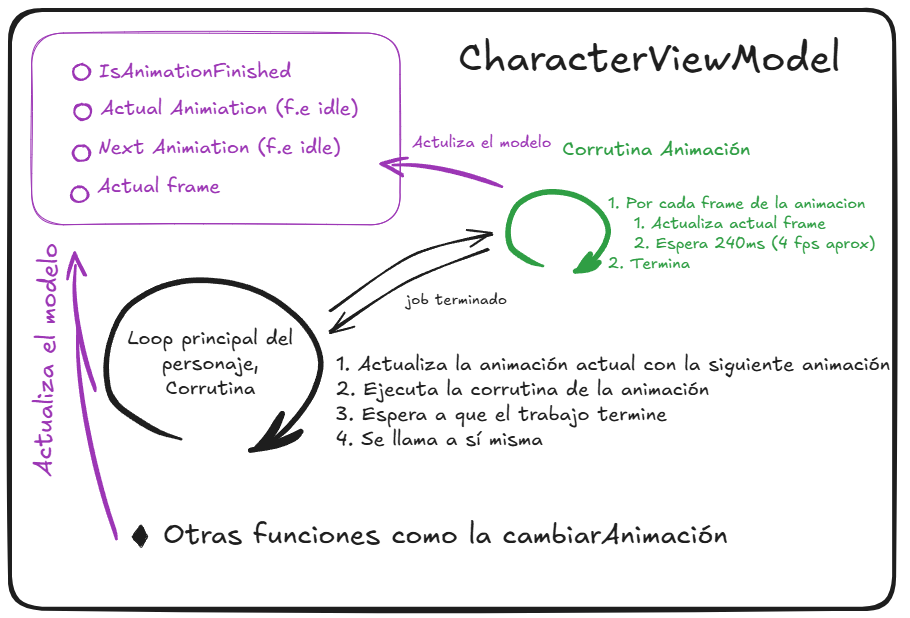 CharacterViewModel
IsAnimationFinished
Actual Animiation (f.e idle)
Next Animiation (f.e idle)
Actual frame
Actuliza el modelo
Corrutina Animación
1. Por cada frame de la animacion
1. Actualiza actual frame
2. Espera 240ms (4 fps aprox)
2. Termina
Actualiza el modelo
job terminado
Loop principal del
personaje,
Corrutina
1. Actualiza la animación actual con la siguiente animación
2. Ejecuta la corrutina de la animación
3. Espera a que el trabajo termine
4. Se llama a sí misma
Otras funciones como la cambiarAnimación